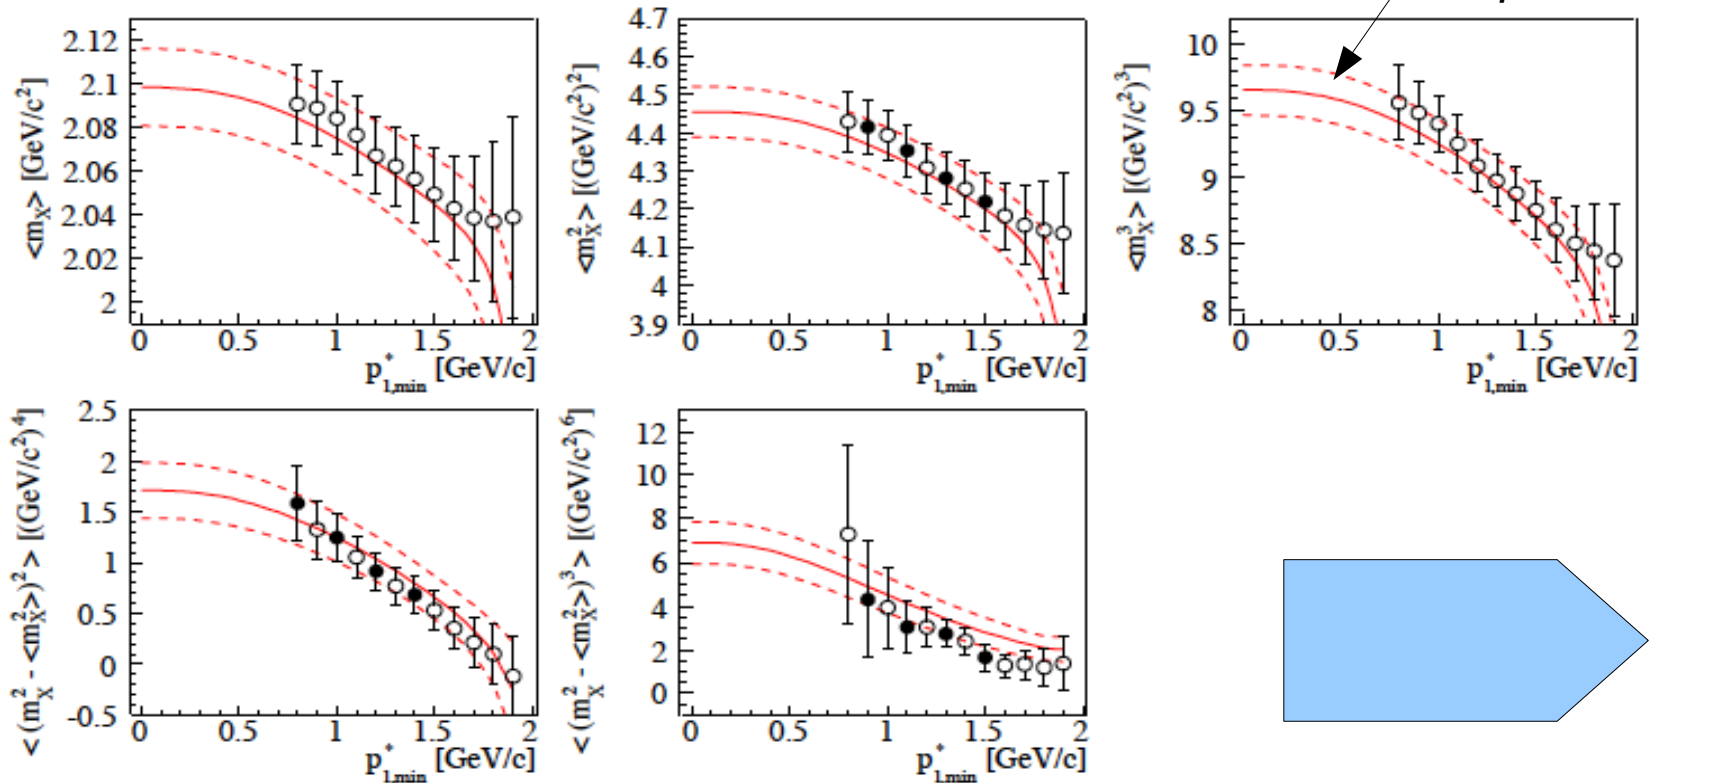 <m_X> [GeV/c²]
2.12
2.1
2.08
2.06
2.04
2.02
2
0 0.5 1 1.5 2
p*_l,min [GeV/c]
<m²_X> [(GeV/c²)²]
4.7
4.6
4.5
4.4
4.3
4.2
4.1
4
3.9
0 0.5 1 1.5 2
p*_l,min [GeV/c]
<m³_X> [(GeV/c²)³]
10
9.5
9
8.5
8
0 0.5 1 1.5 2
p*_l,min [GeV/c]
<(m²_X - <m²_X>)²> [(GeV/c²)⁴]
2.5
2
1.5
1
0.5
0
-0.5
0 0.5 1 1.5 2
p*_l,min [GeV/c]
<(m²_X - <m²_X>)³> [(GeV/c²)⁶]
12
10
8
6
4
2
0
0 0.5 1 1.5 2
p*_l,min [GeV/c]